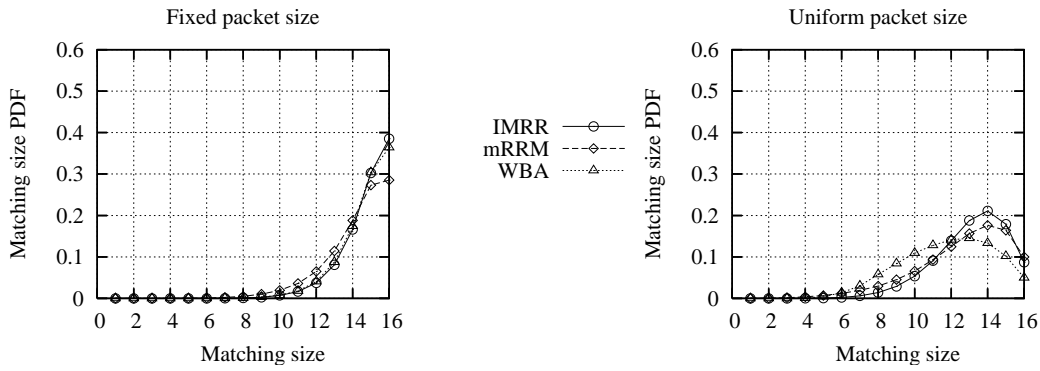 Fixed packet size
Matching size PDF
0.6
0.5
0.4
0.3
0.2
0.1
0
0 2 4 6 8 10 12 14 16
Matching size
IMRR
mRRM
WBA
Uniform packet size
Matching size PDF
0.6
0.5
0.4
0.3
0.2
0.1
0
0 2 4 6 8 10 12 14 16
Matching size